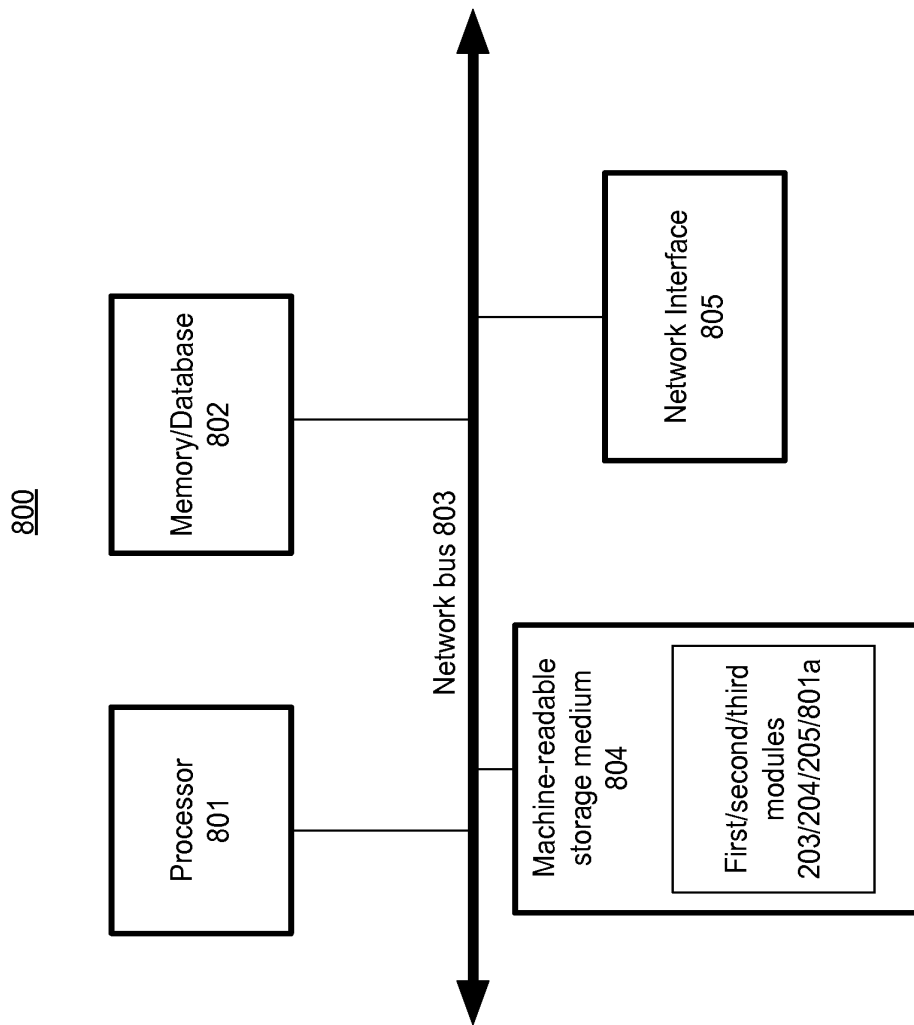 800
Processor
801
Memory/Database
802
Network bus 803
Machine-readable
storage medium
804
First/second/third
modules
203/204/205/801a
Network Interface
805